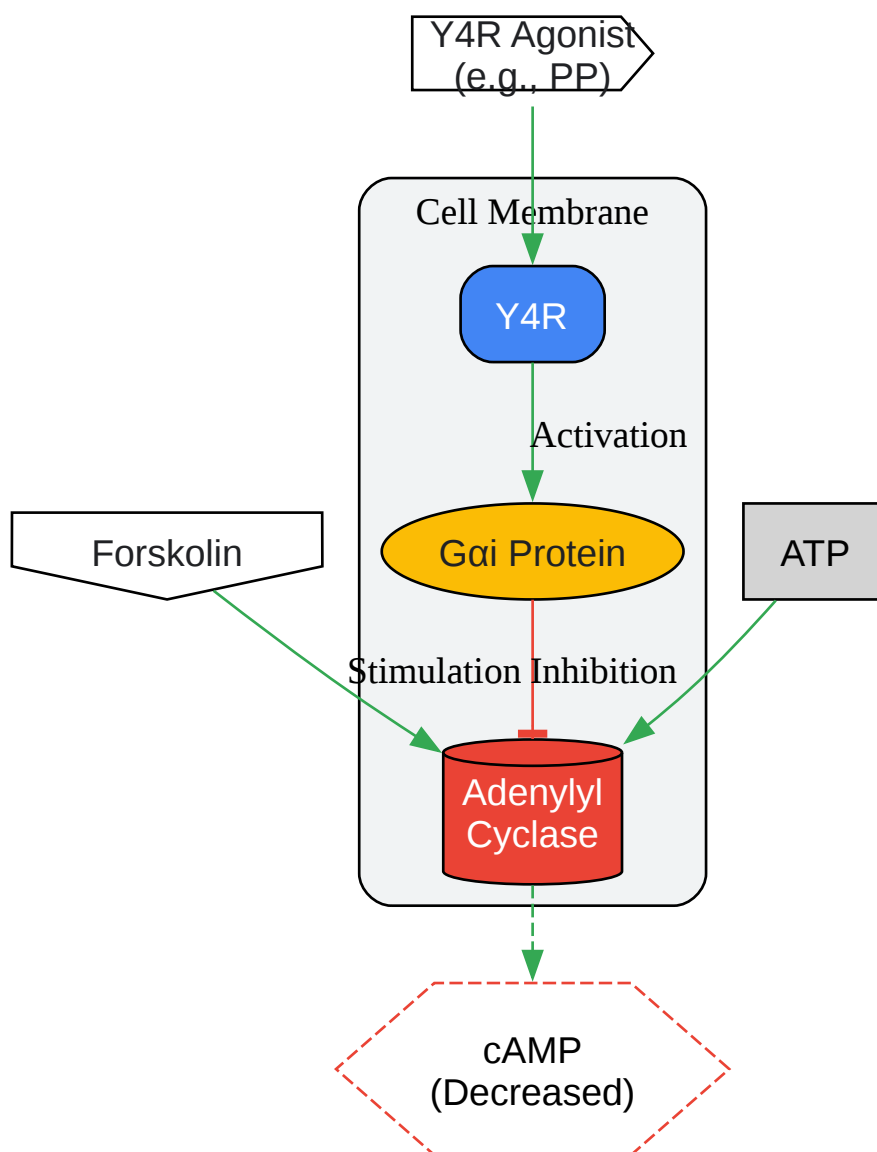 Y4R Agonist
(e.g., PP)
Cell Membrane
Y4R
Activation
Forskolin
Gαi Protein
ATP
Stimulation
Inhibition
Adenylyl
Cyclase
cAMP
(Decreased)